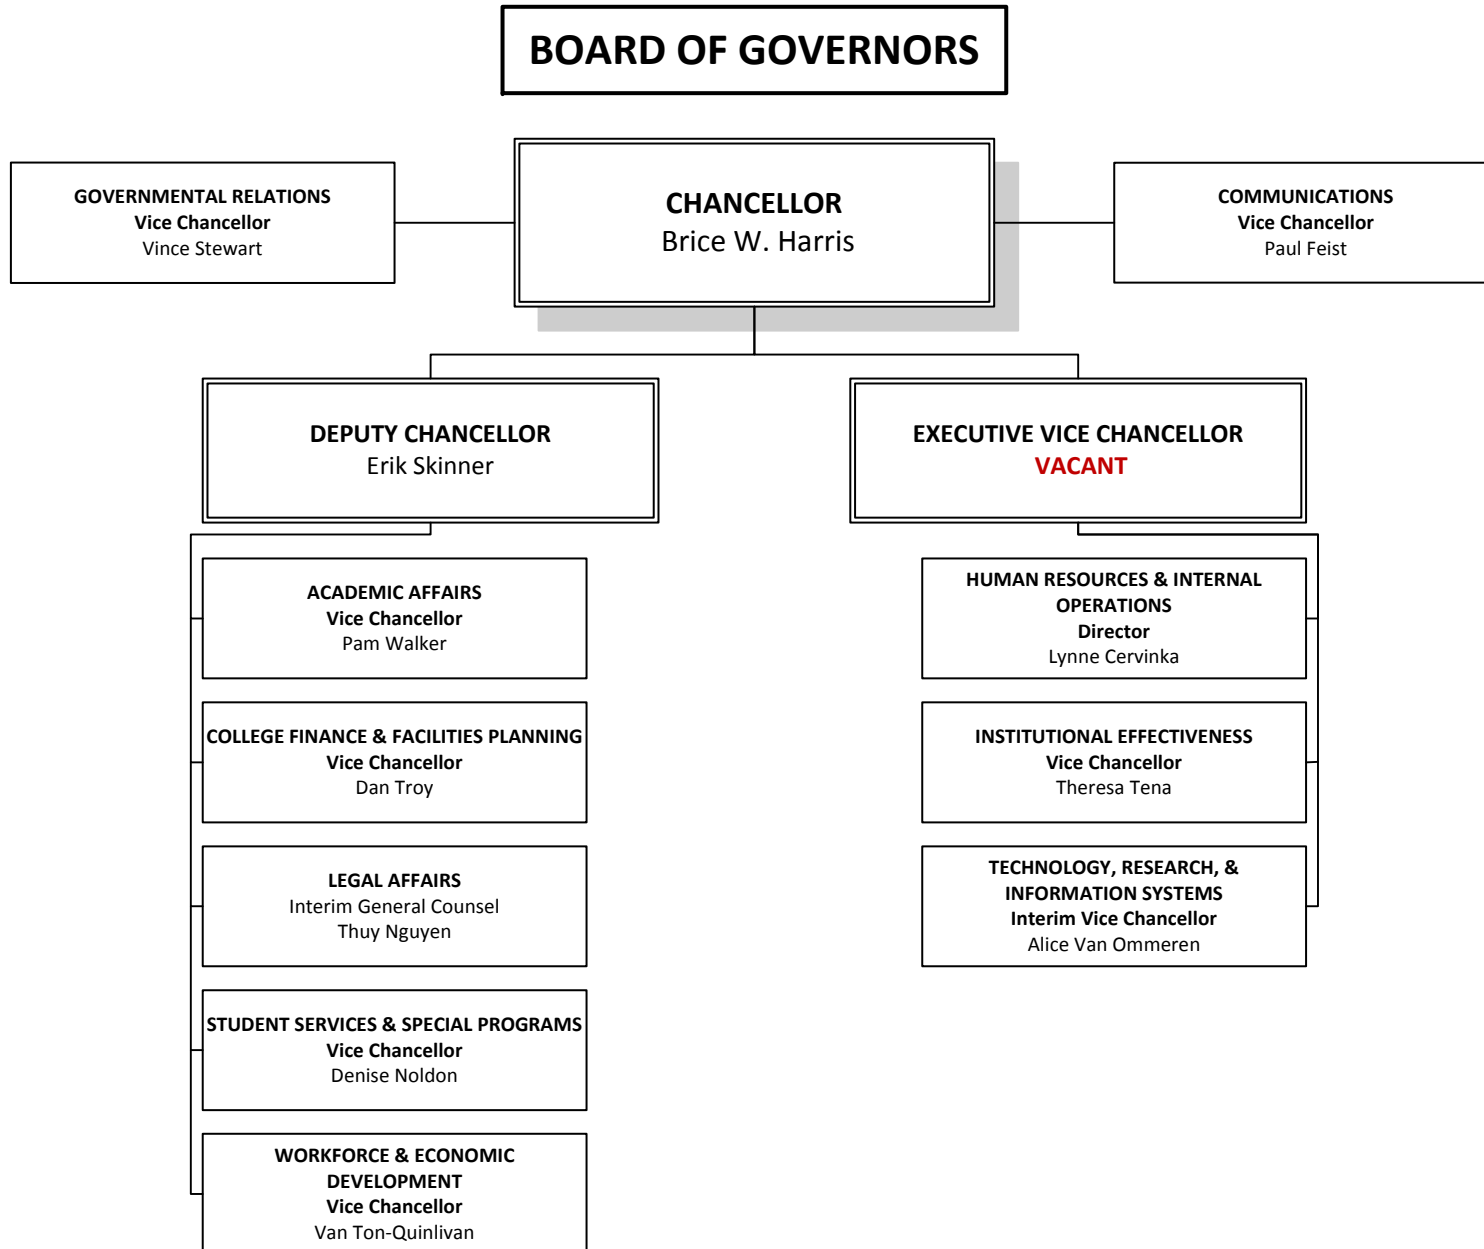 BOARD OF GOVERNORS
GOVERNMENTAL RELATIONS
Vice Chancellor
Vince Stewart
CHANCELLOR
Brice W. Harris
COMMUNICATIONS
Vice Chancellor
Paul Feist
DEPUTY CHANCELLOR
Erik Skinner
EXECUTIVE VICE CHANCELLOR
VACANT
ACADEMIC AFFAIRS
Vice Chancellor
Pam Walker
COLLEGE FINANCE & FACILITIES PLANNING
Vice Chancellor
Dan Troy
LEGAL AFFAIRS
Interim General Counsel
Thuy Nguyen
STUDENT SERVICES & SPECIAL PROGRAMS
Vice Chancellor
Denise Noldon
WORKFORCE & ECONOMIC
DEVELOPMENT
Vice Chancellor
Van Ton-Quinlivan
HUMAN RESOURCES & INTERNAL
OPERATIONS
Director
Lynne Cervinka
INSTITUTIONAL EFFECTIVENESS
Vice Chancellor
Theresa Tena
TECHNOLOGY, RESEARCH, &
INFORMATION SYSTEMS
Interim Vice Chancellor
Alice Van Ommeren